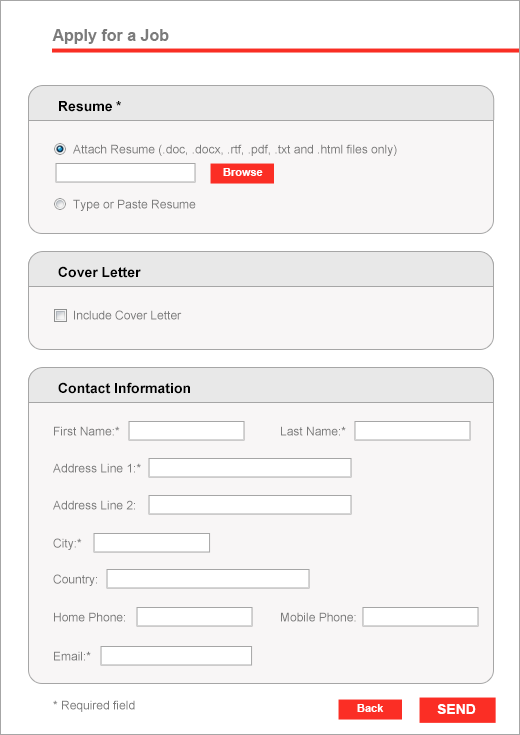 Apply for a Job
Resume *
Attach Resume (.doc, .docx, .rtf, .pdf, .txt and .html files only)
Browse
Type or Paste Resume
Cover Letter
Include Cover Letter
Contact Information
First Name:* Last Name:*
Address Line 1:*
Address Line 2:
City:*
Country:
Home Phone: Mobile Phone:
Email:*
* Required field Back SEND